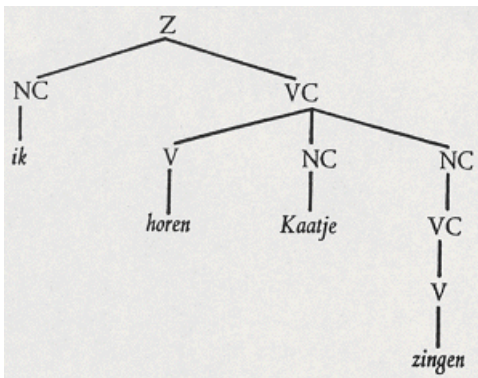 Z
NC VC
ik V NC NC
horen Kaatje VC
V
zingen